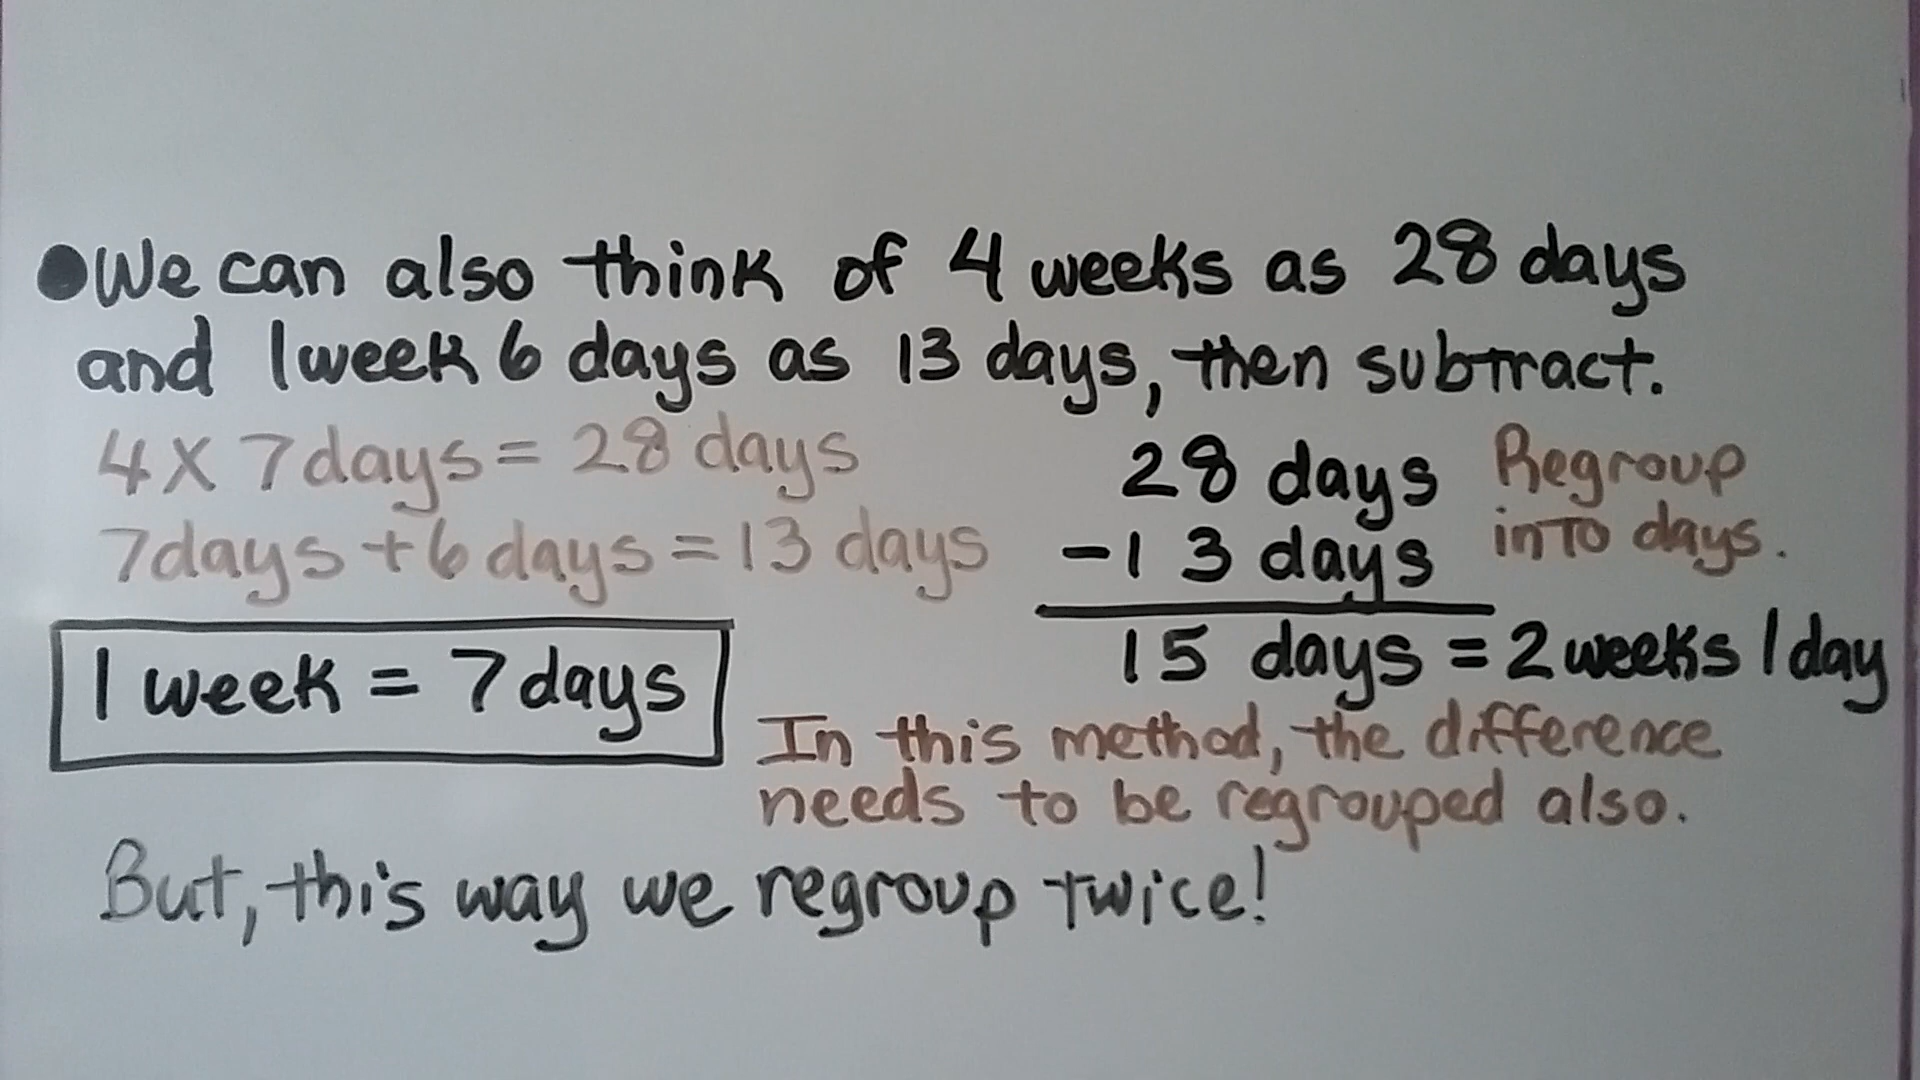 ●We can also think of 4 weeks as 28 days
and 1 week 6 days as 13 days, then subtract.
4 X 7 days = 28 days
7 days + 6 days = 13 days
1 week = 7 days
28 days
-13 days
15 days = 2 weeks 1 day
Regroup
into days.
In this method, the difference
needs to be regrouped also.
But, this way we regroup twice!